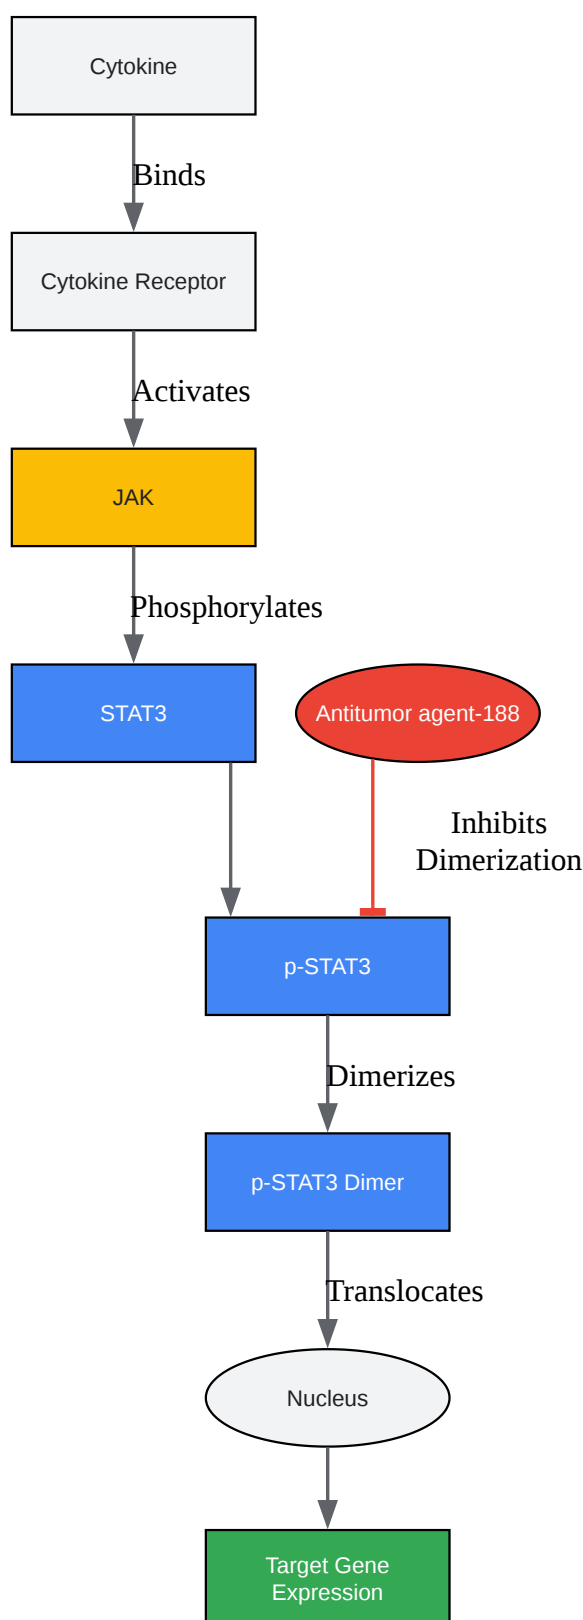 Cytokine
Binds
Cytokine Receptor
Activates
JAK
Phosphorylates
STAT3
Antitumor agent-188
Inhibits
Dimerization
p-STAT3
Dimerizes
p-STAT3 Dimer
Translocates
Nucleus
Target Gene
Expression